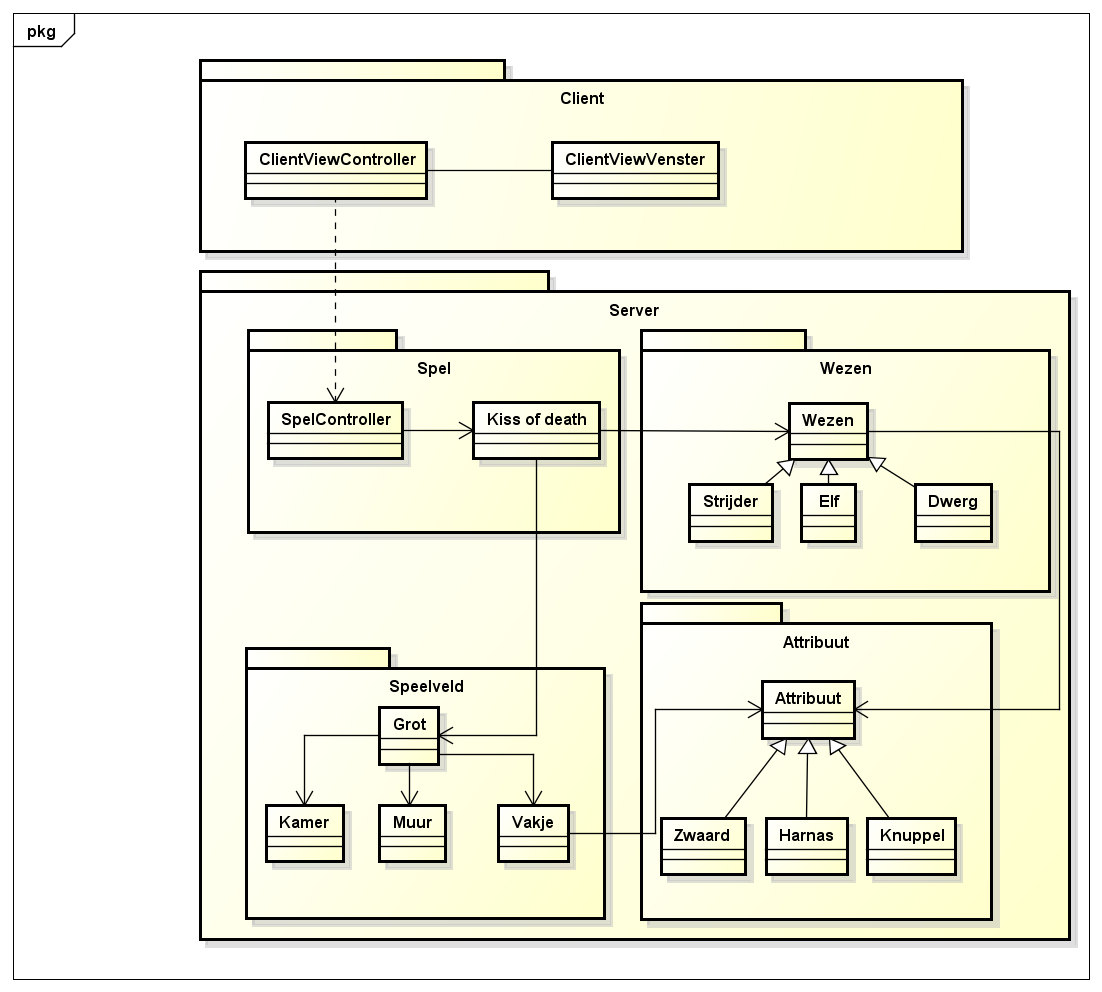 pkg
Client
ClientViewController
ClientViewVenster
Server
Spel
SpelController
Kiss of death
Wezen
Wezen
Strijder
Elf
Dwerg
Speelveld
Grot
Kamer
Muur
Vakje
Attribuut
Attribuut
Zwaard
Harnas
Knuppel